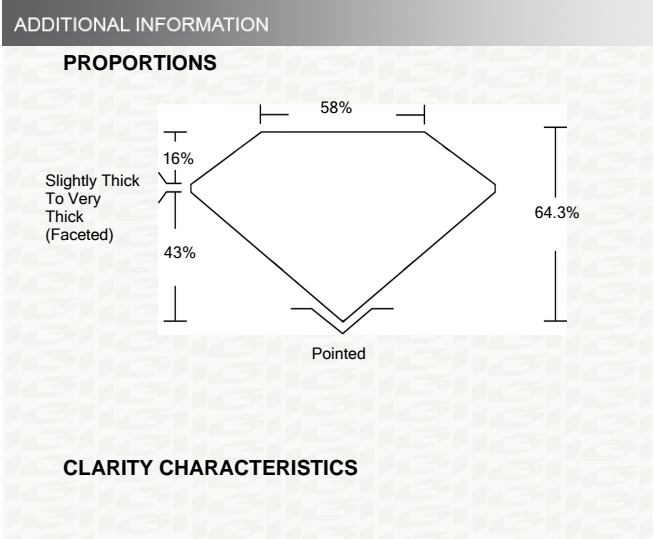 ADDITIONAL INFORMATION
PROPORTIONS
58%
16%
Slightly Thick
To Very
Thick
(Faceted)
64.3%
43%
Pointed
CLARITY CHARACTERISTICS